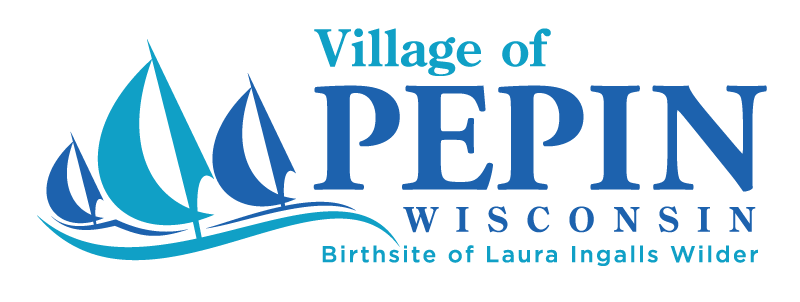 Village of
PEPIN
WISCONSIN
Birthsite of Laura Ingalls Wilder